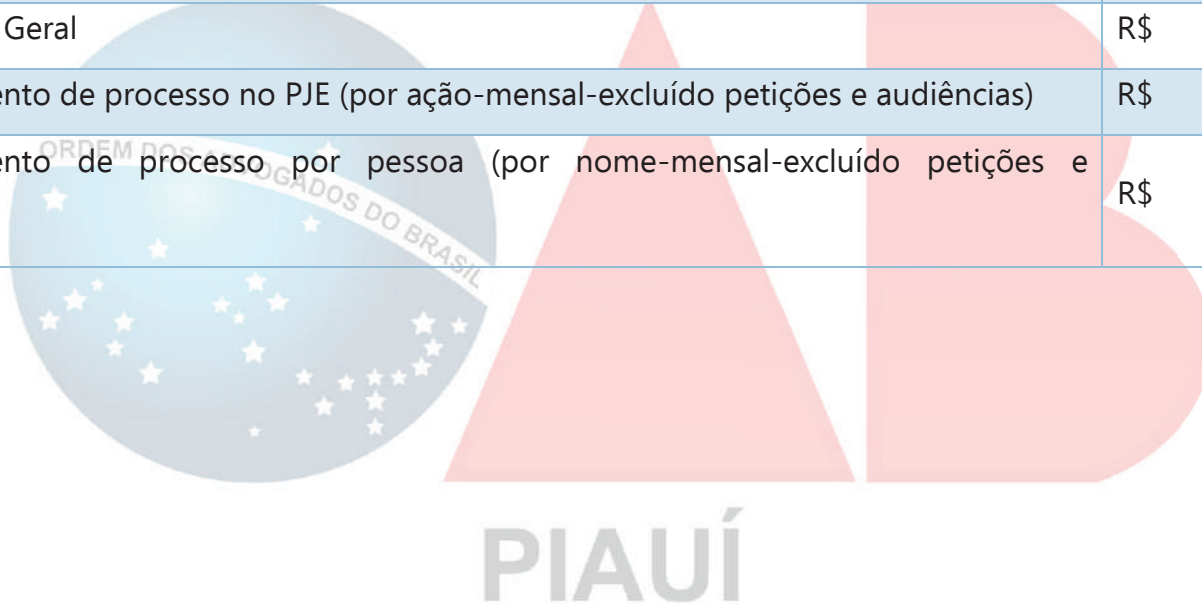 Geral R$
ento de processo no PJE (por ação-mensal-excluído petições e audiências) R$
ento de processo por pessoa (por nome-mensal-excluído petições e R$
ORDEM DOS ADVOGADOS DO BRASIL
PIAUÍ